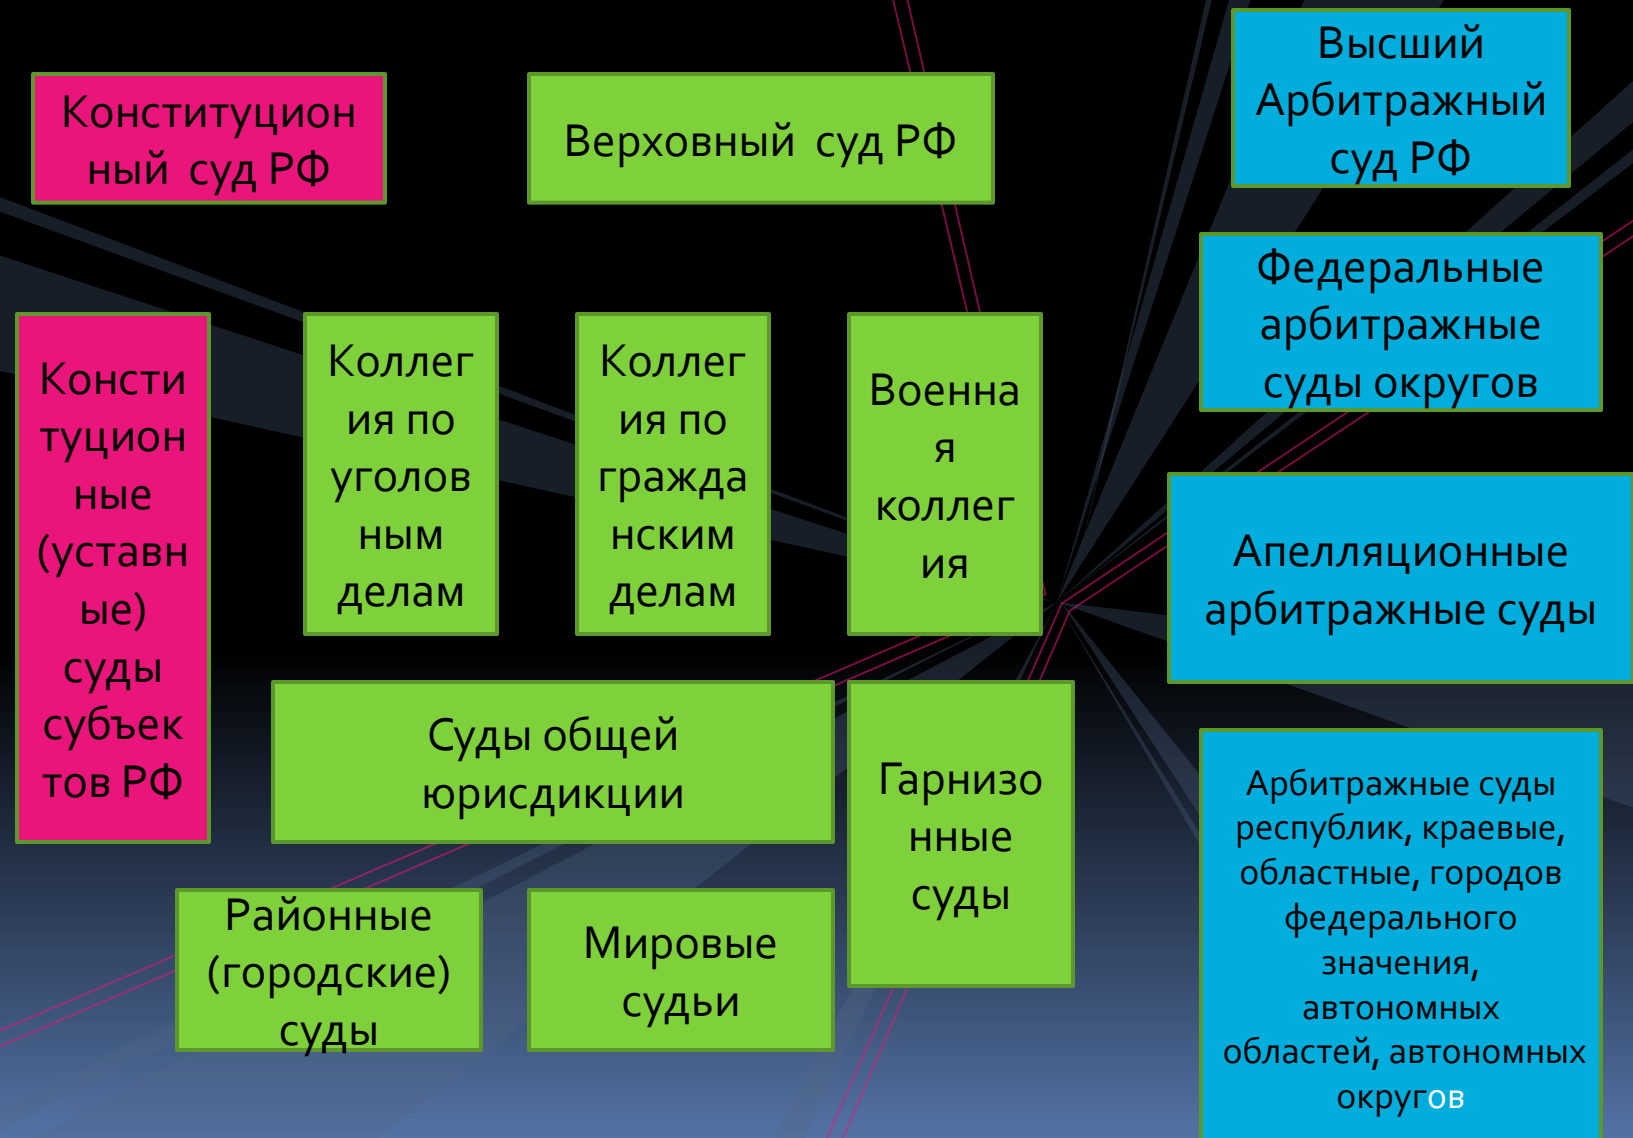 Конституцион
ный суд РФ
Верховный суд РФ
Высший
Арбитражный
суд РФ
Федеральные
арбитражные
суды округов
Консти
туцион
ные
(уставн
ые)
суды
субъек
тов РФ
Коллег
ия по
уголов
ным
делам
Коллег
ия по
гражда
нским
делам
Военна
я
коллег
ия
Апелляционные
арбитражные суды
Суды общей
юрисдикции
Гарнизо
нные
суды
Арбитражные суды
республик, краевые,
областные, городов
федерального
значения,
автономных
областей, автономных
округов
Районные
(городские)
суды
Мировые
судьи